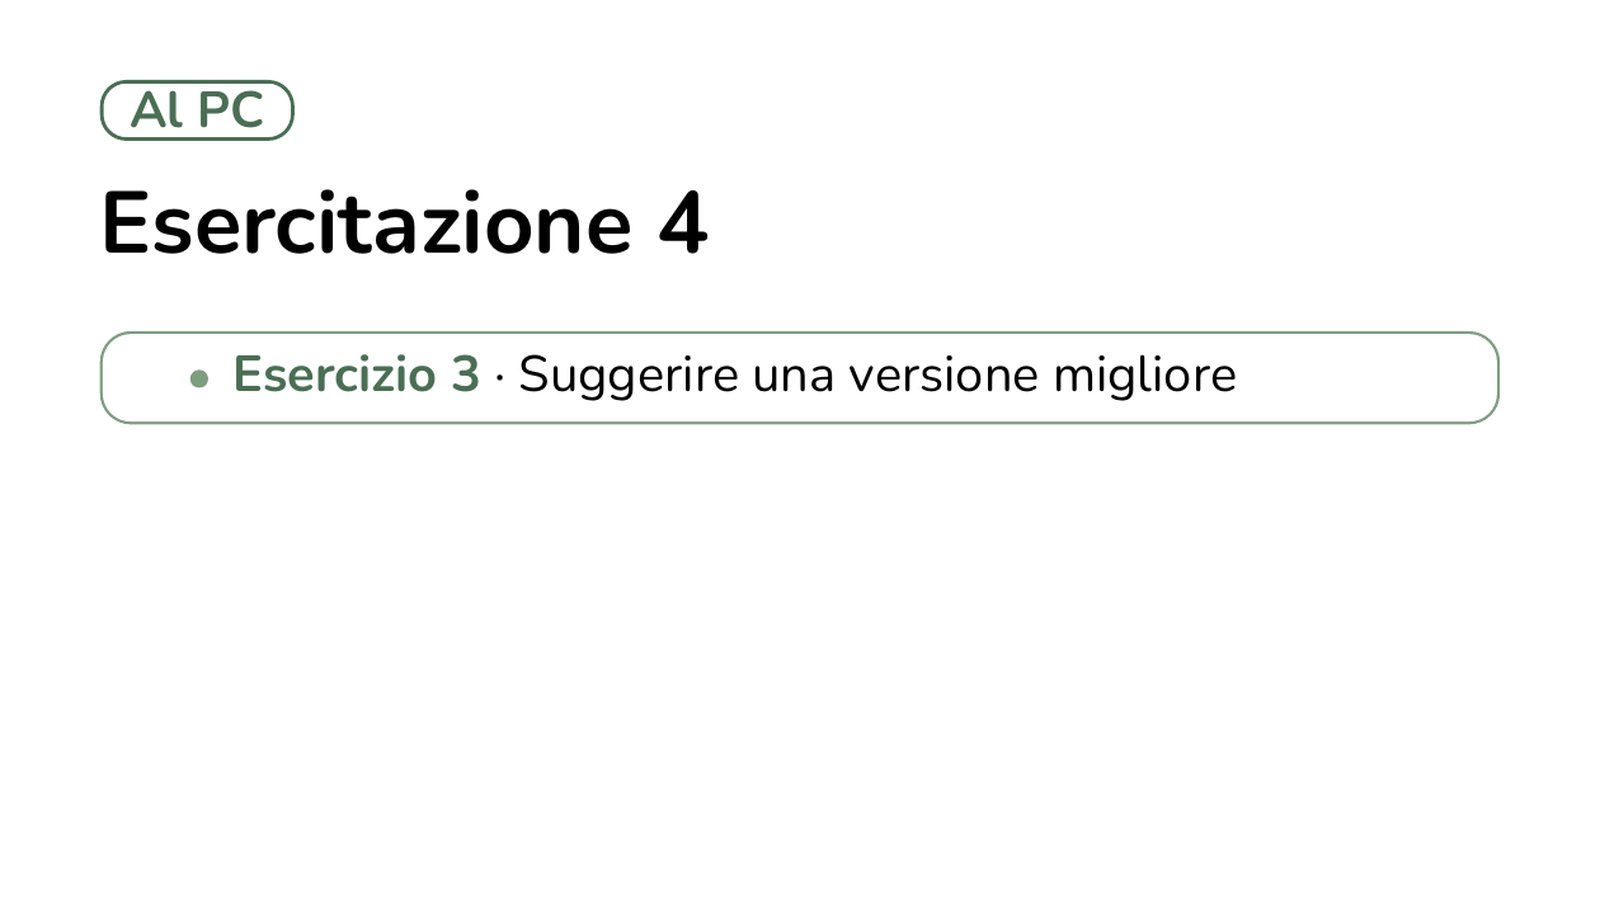 Al PC
Esercitazione 4
• Esercizio 3 · Suggerire una versione migliore